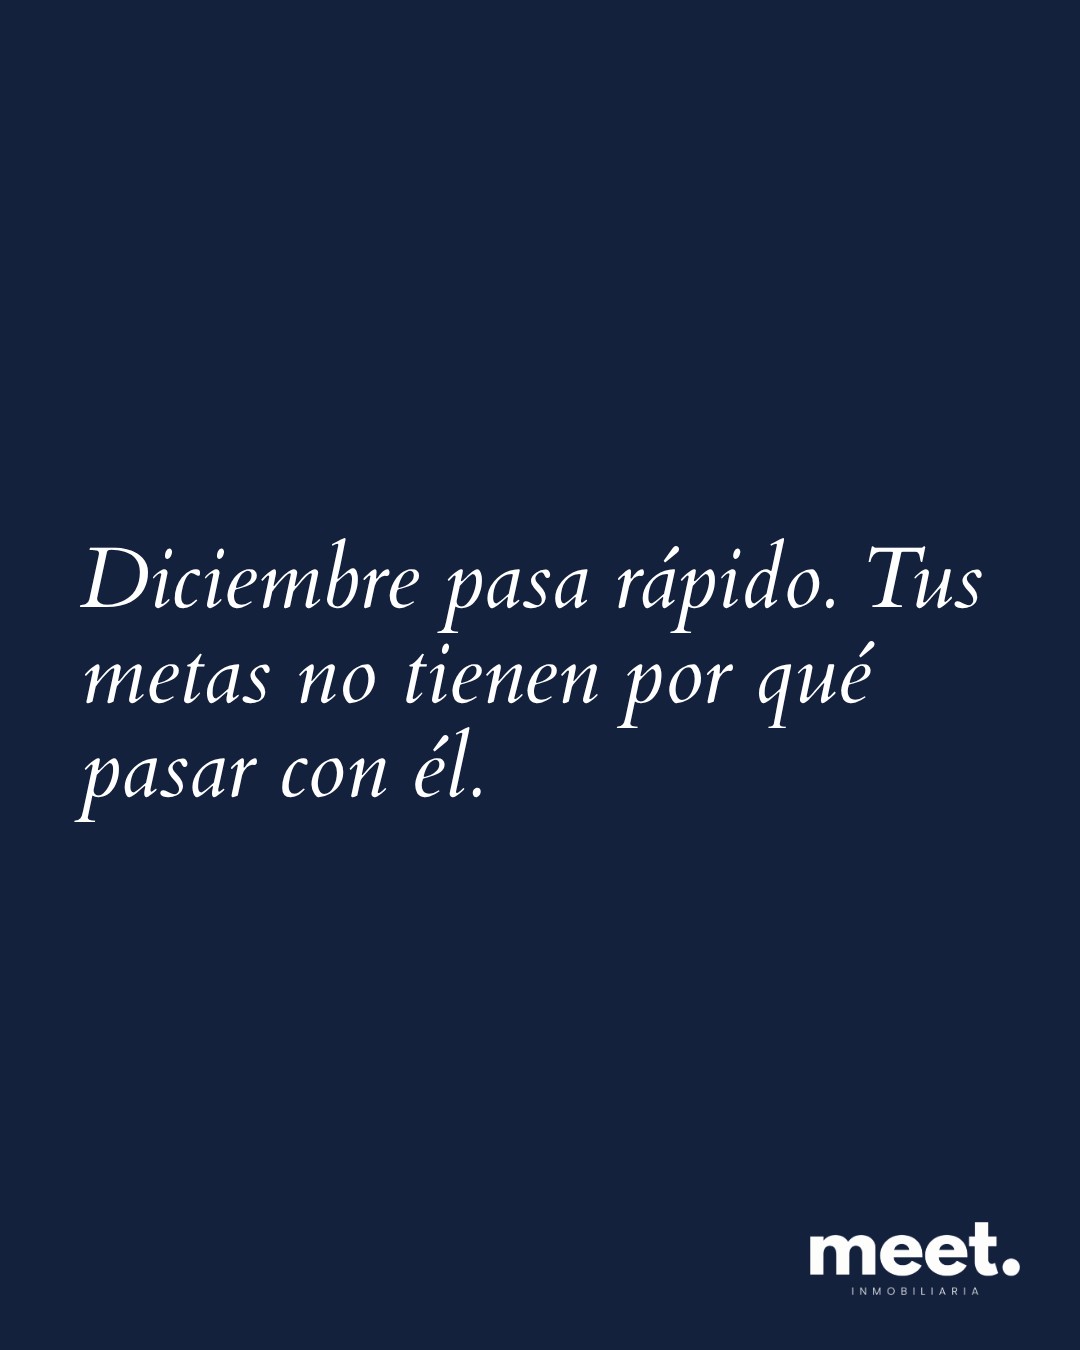 Diciembre pasa rápido. Tus
metas no tienen por qué
pasar con él.
meet.
INMOBILIARIA